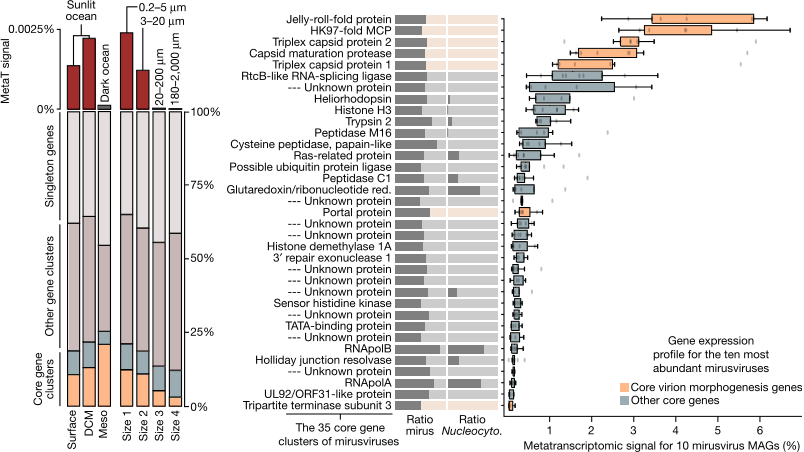 Sunlit
ocean
0.2–5 μm
3–20 μm
0.0025%
MetaT signal
Dark ocean
20–200 μm
180–2,000 μm
0%
100%
75%
50%
25%
0%
Singleton genes
Other gene clusters
Core gene
clusters
Surface
DCM
Meso
Size 1
Size 2
Size 3
Size 4
Jelly-roll-fold protein
HK97-fold MCP
Triplex capsid protein 2
Capsid maturation protease
Triplex capsid protein 1
RtcB-like RNA-splicing ligase
--- Unknown protein
Heliorhodopsin
Histone H3
Trypsin 2
Peptidase M16
Cysteine peptidase, papain-like
Ras-related protein
Possible ubiquitin protein ligase
Peptidase C1
Glutaredoxin/ribonucleotide red.
--- Unknown protein
Portal protein
--- Unknown protein
--- Unknown protein
Histone demethylase 1A
3′ repair exonuclease 1
--- Unknown protein
--- Unknown protein
--- Unknown protein
Sensor histidine kinase
--- Unknown protein
TATA-binding protein
--- Unknown protein
RNApolB
Holliday junction resolvase
--- Unknown protein
RNApolA
UL92/ORF31-like protein
Tripartite terminase subunit 3
The 35 core gene
clusters of mirusviruses
Ratio
mirus
Ratio
Nucleocyto.
Gene expression
profile for the ten most
abundant mirusviruses
Core virion morphogenesis genes
Other core genes
1
2
3
4
5
6
Metatranscriptomic signal for 10 mirusvirus MAGs (%)